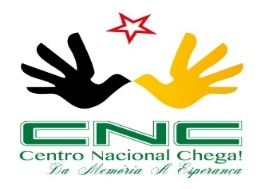 CNC
Centro Nacional Chega!
Da Memória À Esperança